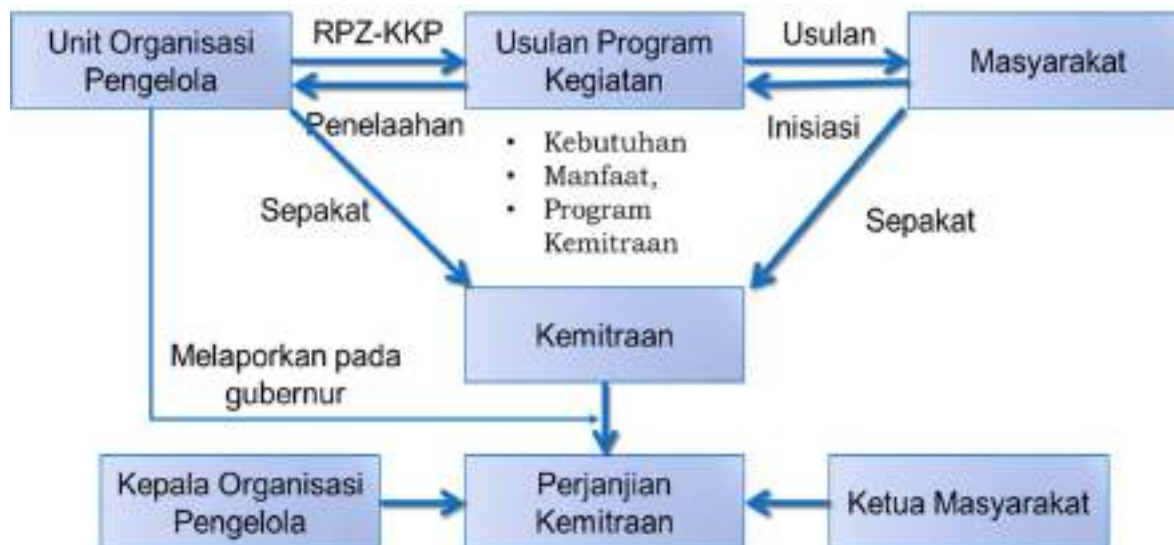 Unit Organisasi
Pengelola
RPZ-KKP
Usulan Program
Kegiatan
Usulan
Masyarakat
Penelaahan
Inisiasi
• Kebutuhan
• Manfaat,
• Program
Kemitraan
Sepakat
Sepakat
Kemitraan
Melaporkan pada
gubernur
Kepala Organisasi
Pengelola
Perjanjian
Kemitraan
Ketua Masyarakat